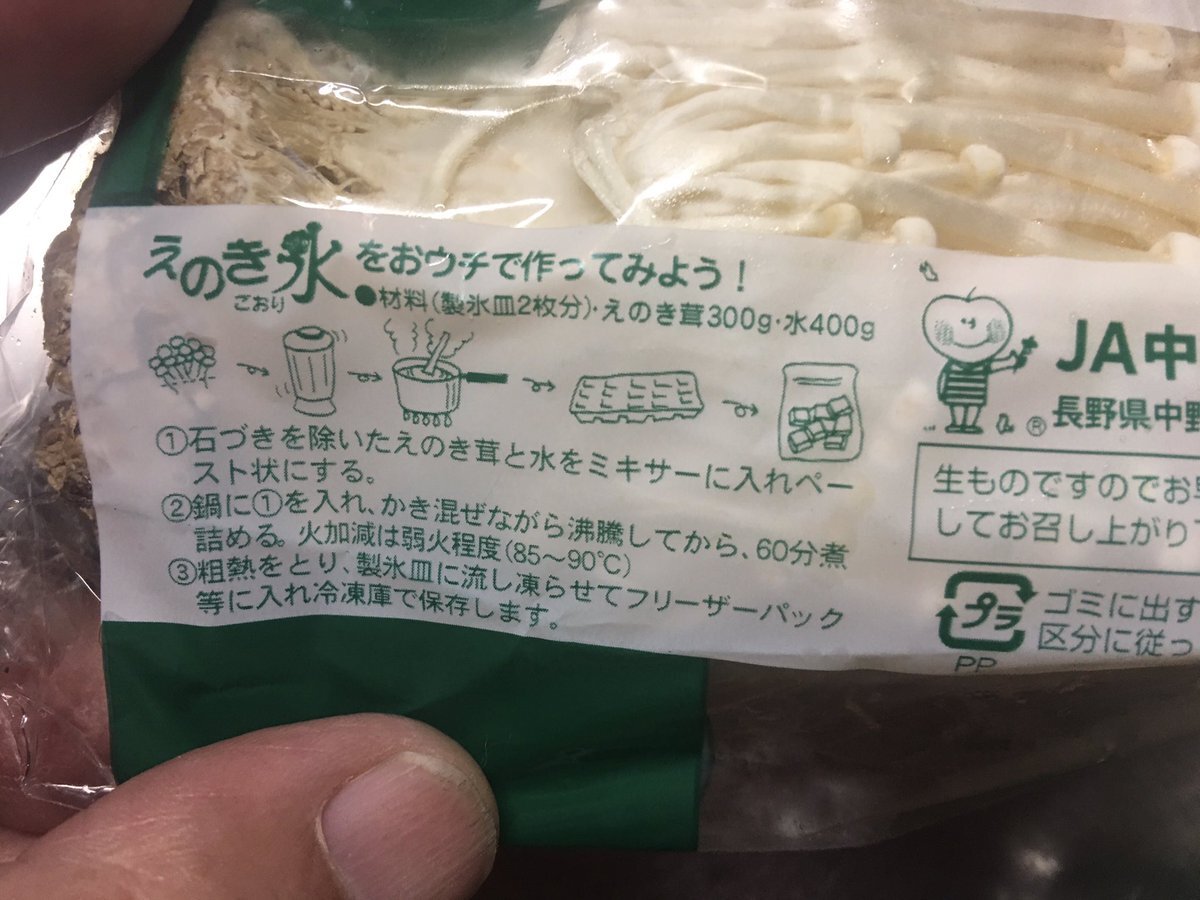 えのき氷をおウチで作ってみよう！
ごおり
●材料(製氷皿2枚分)・えのき茸300g・水400g
①石づきを除いたえのき茸と水をミキサーに入れペー
スト状にする。
②鍋に①を入れ、かき混ぜながら沸騰してから、60分煮
詰める。火加減は弱火程度(85〜90℃)
③粗熱をとり、製氷皿に流し凍らせてフリーザーパック
等に入れ冷凍庫で保存します。
JA中
®長野県中野
生ものですのでお
してお召し上がり
プラ
PP
ゴミに出す
区分に従っ